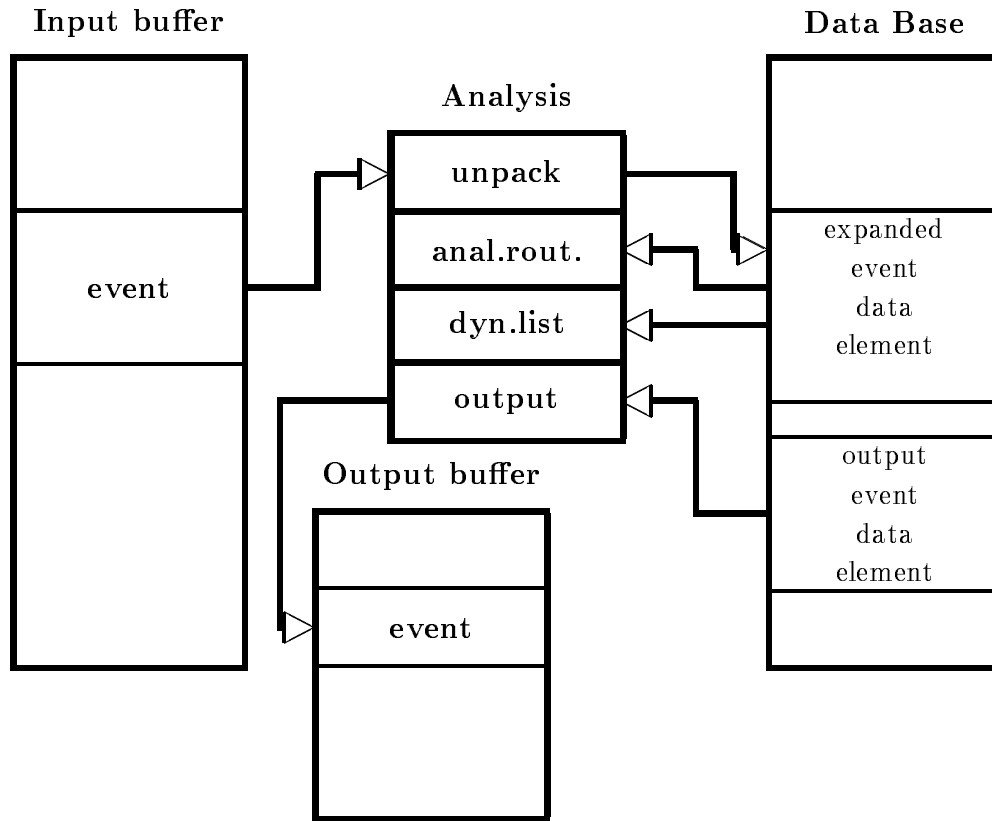 Input buffer
Data Base
Analysis
unpack
anal.rout.
dyn.list
output
event
expanded
event
data
element
output
event
data
element
Output buffer
event